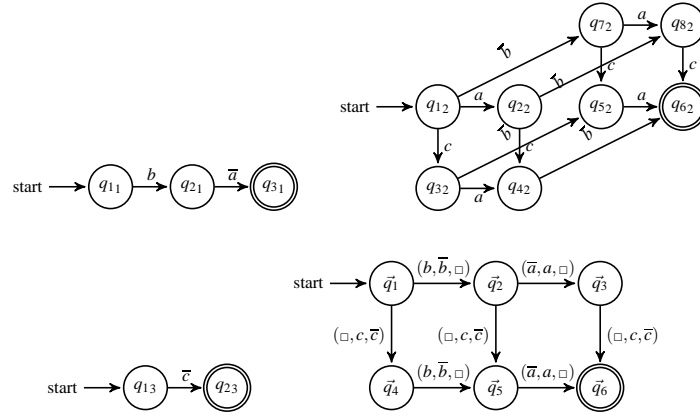 q₇₂ a q₈₂
b̅ b̅ c c
start q₁₂ a q₂₂ q₅₂ a q₆₂
c b̅ c b̅
q₃₂ a q₄₂
start q₁₁ b q₂₁ a̅ q₃₁
start q⃗₁ (b, b̅, □) q⃗₂ (a̅, a, □) q⃗₃
(□, c, c̅) (□, c, c̅) (□, c, c̅)
start q₁₃ c̅ q₂₃
q⃗₄ (b, b̅, □) q⃗₅ (a̅, a, □) q⃗₆